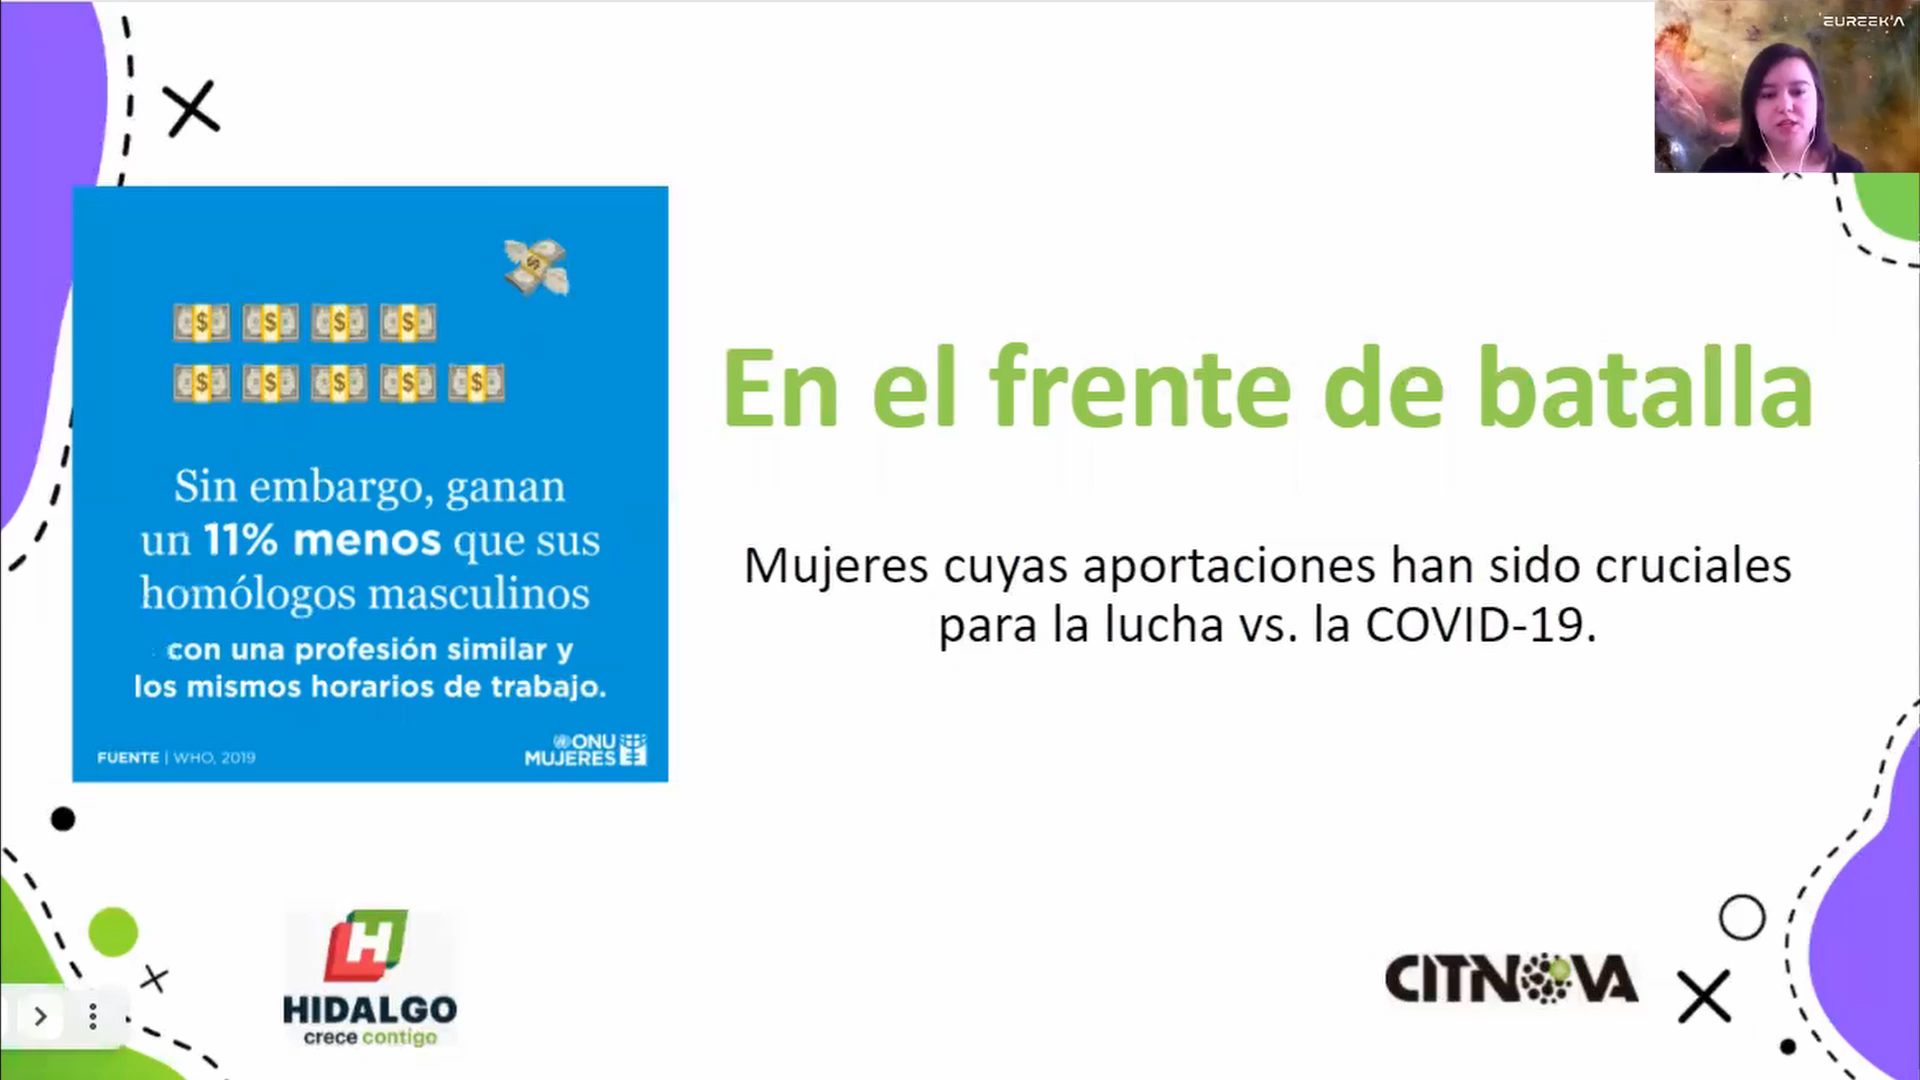 EUREEK'A
Sin embargo, ganan
un 11% menos que sus
homólogos masculinos
con una profesión similar y
los mismos horarios de trabajo.
FUENTE | WHO, 2019
ONU
MUJERES
En el frente de batalla
Mujeres cuyas aportaciones han sido cruciales
para la lucha vs. la COVID-19.
H
HIDALGO
crece contigo
CITNOVA